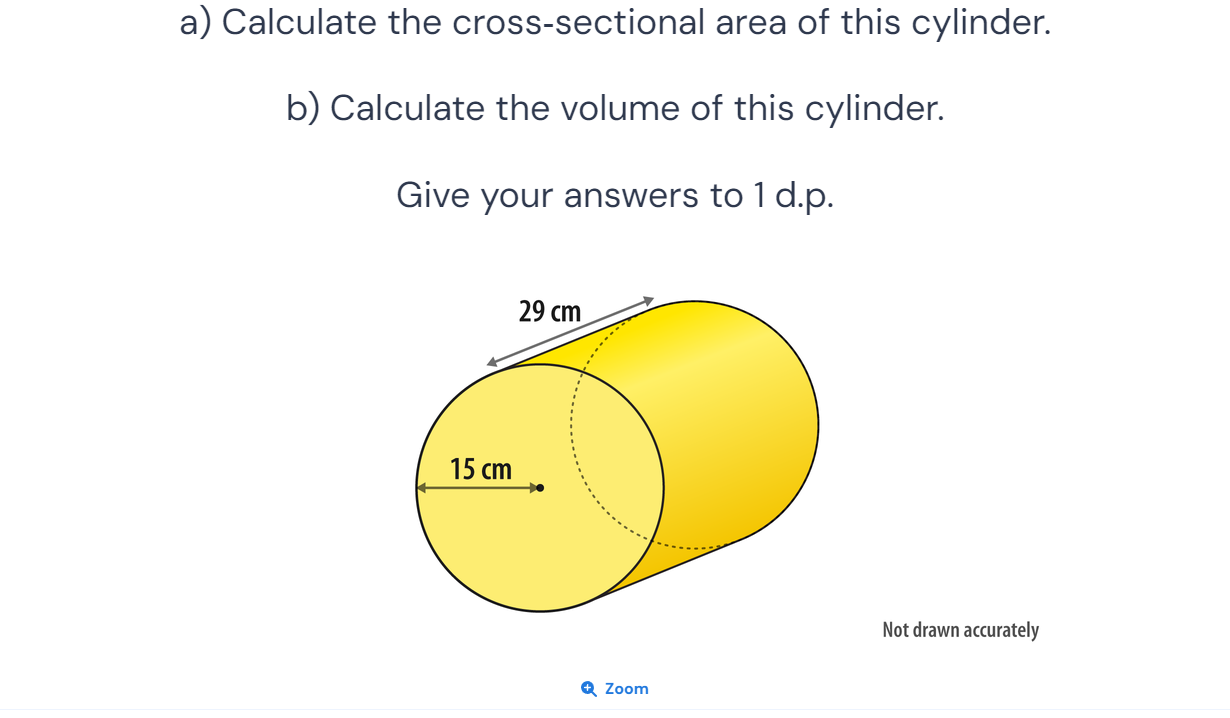 a) Calculate the cross-sectional area of this cylinder.
b) Calculate the volume of this cylinder.
Give your answers to 1 d.p.
29 cm
15 cm
Not drawn accurately
Zoom